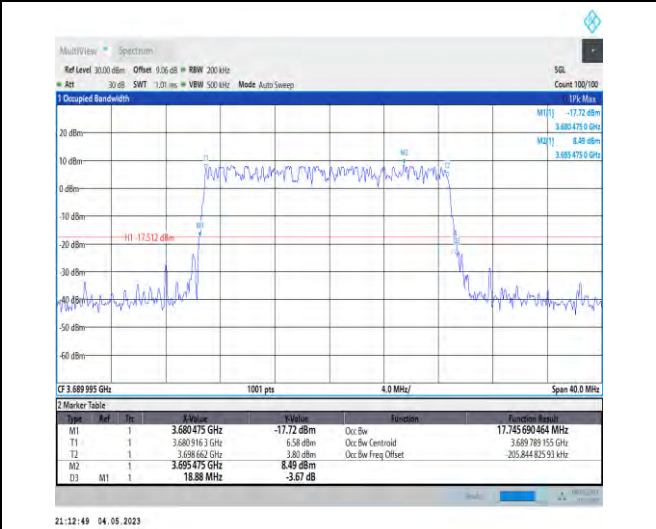 MultiView Spectrum
Ref Level 30.00 dBm Offset 9.06 dB RBW 200 kHz SGL
Att 30 dB SWT 1.01 ms VBW 500 kHz Mode Auto Sweep Count 100/100
1 Occupied Bandwidth 1Pk Max
M1[1] -17.72 dBm
3.680 475 0 GHz
M2[1] 8.49 dBm
3.695 475 0 GHz
20 dBm
10 dBm
0 dBm
-10 dBm
-20 dBm
-30 dBm
-40 dBm
-50 dBm
-60 dBm
T1
M2
T2
M1
H1 -17.512 dBm
CF 3.689 995 GHz 1001 pts 4.0 MHz/ Span 40.0 MHz
2 Marker Table
Type Ref Trc X-Value Y-Value Function Function Result
M1 1 3.680475 GHz -17.72 dBm Occ Bw 17.745 690 464 MHz
T1 1 3.680 916 3 GHz 6.58 dBm Occ Bw Centroid 3.689 789 155 GHz
T2 1 3.698 662 GHz 3.80 dBm Occ Bw Freq Offset -205.844 825 93 kHz
M2 1 3.695475 GHz 8.49 dBm
D3 M1 1 18.88 MHz -3.67 dB
21:12:49 04.05.2023